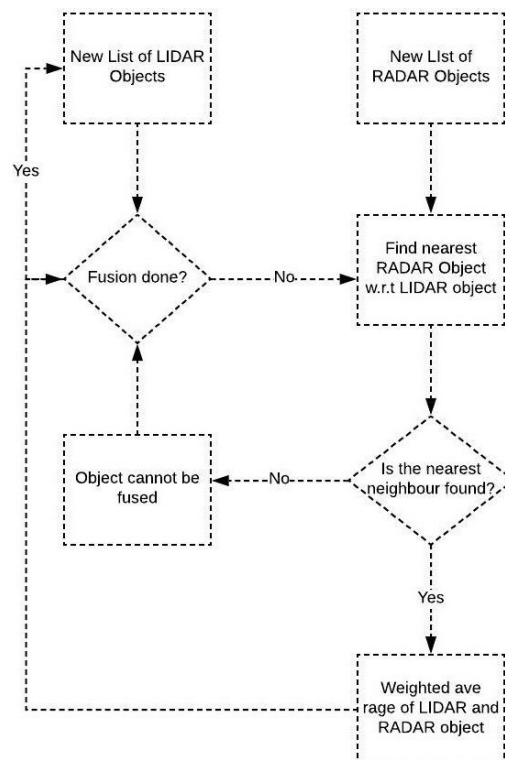 New List of LIDAR
Objects
New LIst of
RADAR Objects
Yes
Fusion done?
No
Find nearest
RADAR Object
w.r.t LIDAR object
Object cannot be
fused
No
Is the nearest
neighbour found?
Yes
Weighted ave
rage of LIDAR and
RADAR object